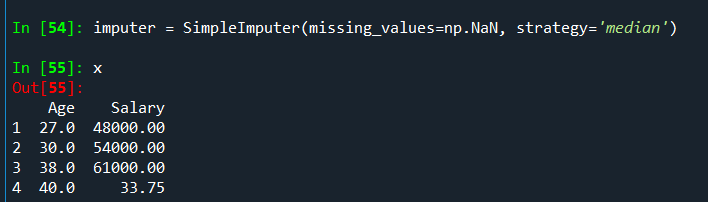 In [54]: imputer = SimpleImputer(missing_values=np.NaN, strategy='median')
In [55]: x
Out[55]:
Age Salary
1 27.0 48000.00
2 30.0 54000.00
3 38.0 61000.00
4 40.0 33.75